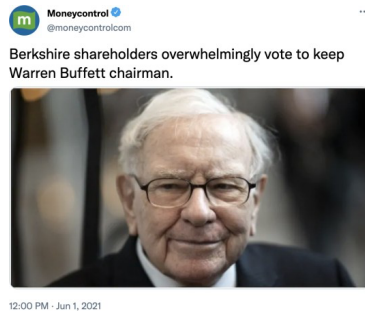 Moneycontrol
@moneycontrolcom
Berkshire shareholders overwhelmingly vote to keep
Warren Buffett chairman.
12:00 PM · Jun 1, 2021